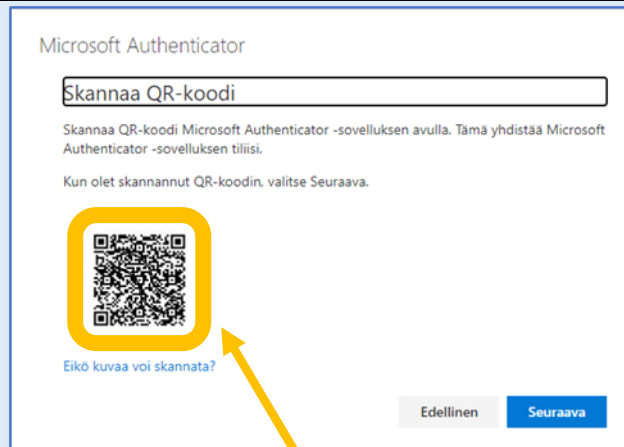 Microsoft Authenticator
Skannaa QR-koodi
Skannaa QR-koodi Microsoft Authenticator -sovelluksen avulla. Tämä yhdistää Microsoft
Authenticator -sovelluksen tiliisi.
Kun olet skannannut QR-koodin, valitse Seuraava.
Eikö kuvaa voi skannata?
Edellinen
Seuraava